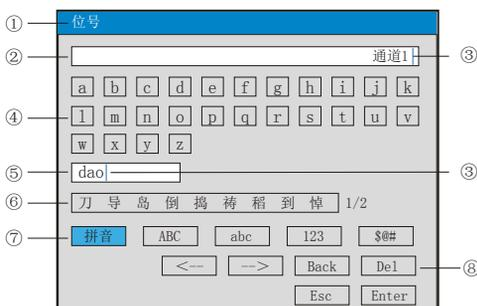 ① 位号
② 通道1 ③
a b c d e f g h i j k
④ l m n o p q r s t u v
w x y z
⑤ dao ③
⑥ 刀 导 岛 倒 捣 祷 稻 到 悼 1/2
⑦ 拼音 ABC abc 123 $@#
<-- --> Back Del ⑧
Esc Enter